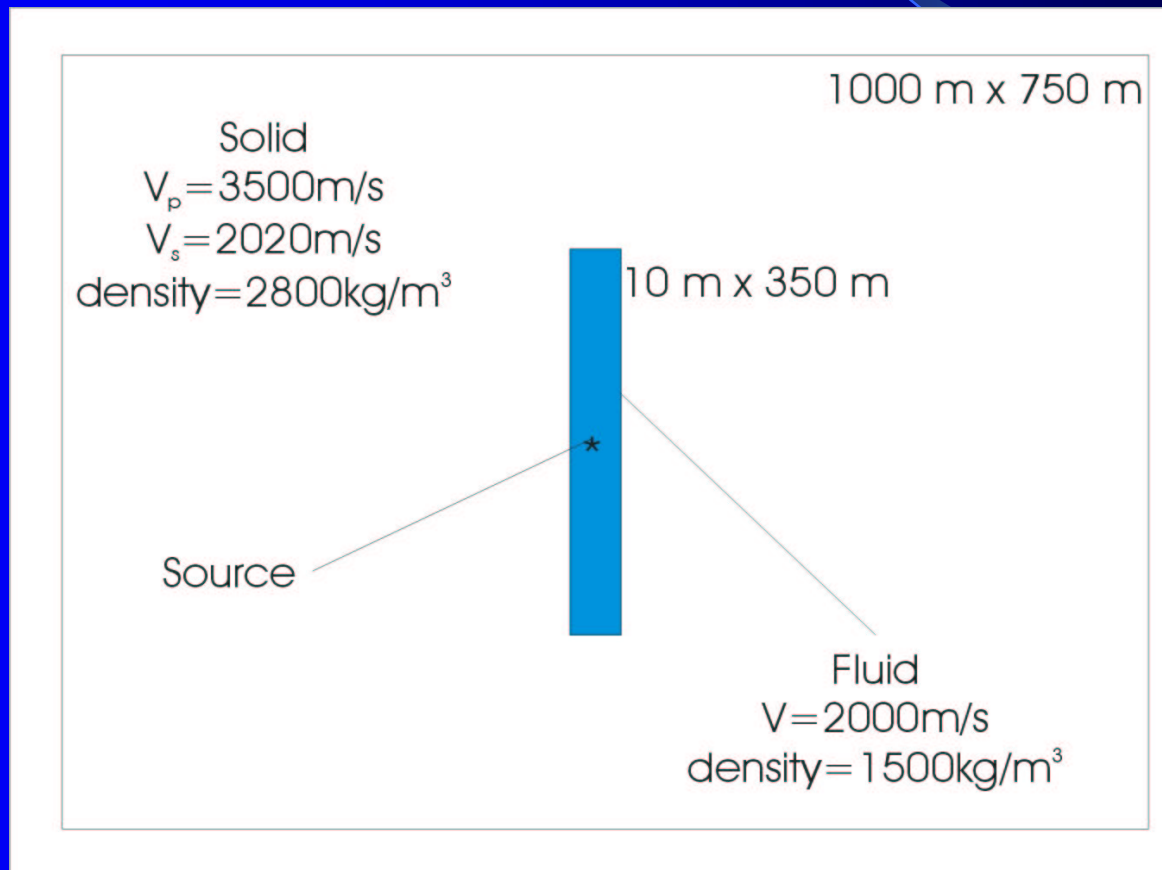 1000 m x 750 m
Solid
Vₚ=3500m/s
Vₛ=2020m/s
density=2800kg/m³
10 m x 350 m
*
Source
Fluid
V=2000m/s
density=1500kg/m³